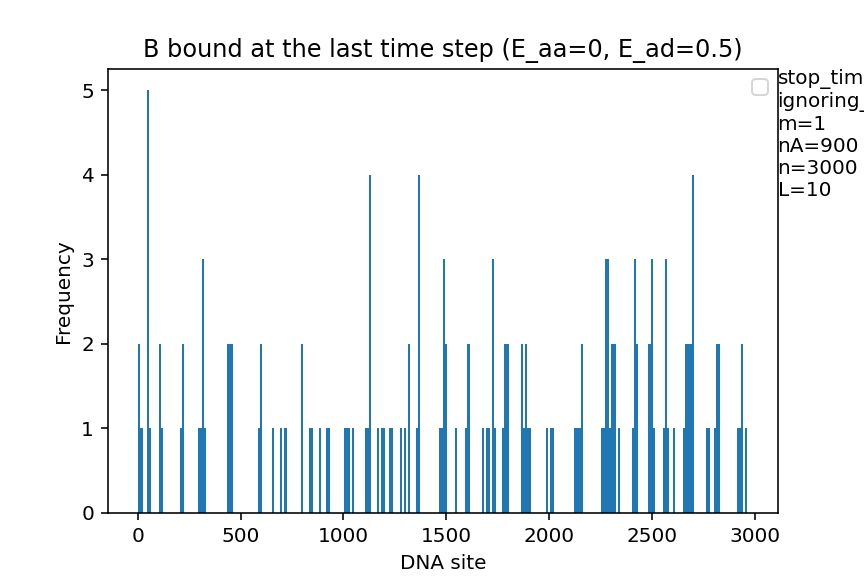 B bound at the last time step (E_aa=0, E_ad=0.5)
stop_tim
ignoring_
m=1
nA=900
n=3000
L=10
Frequency
5
4
3
2
1
0
0 500 1000 1500 2000 2500 3000
DNA site